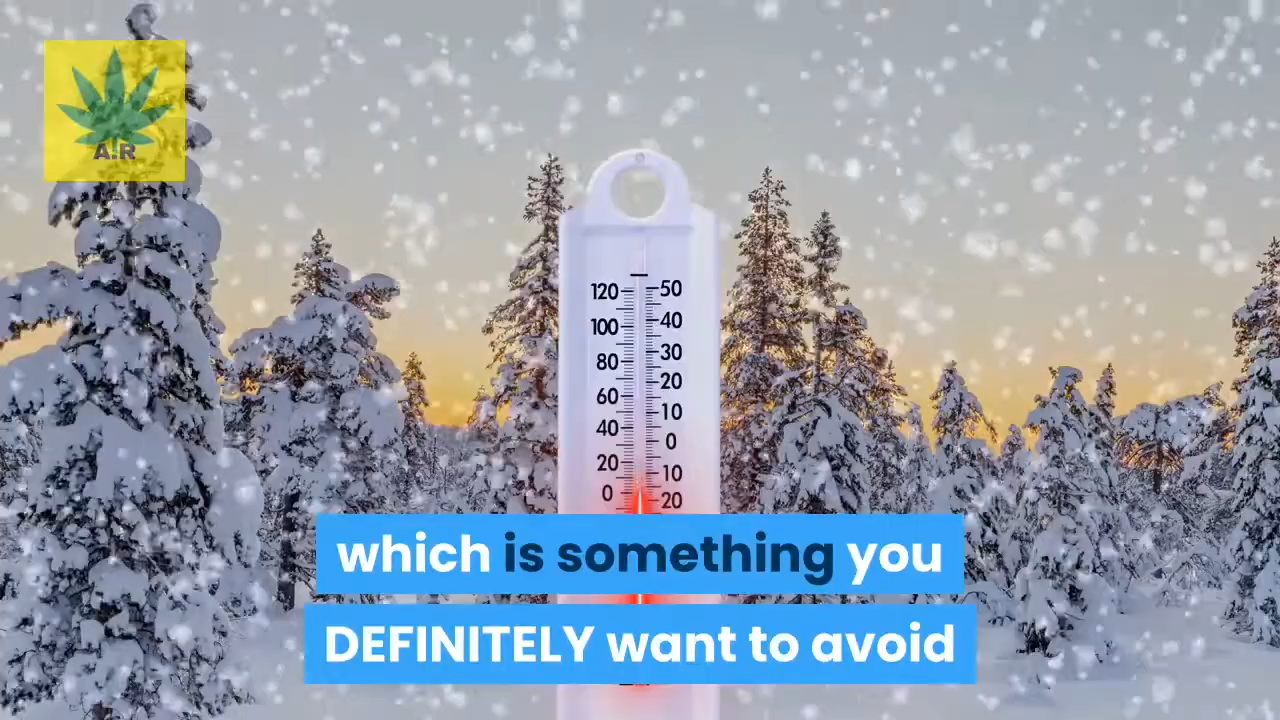 A!R
120 50
100 40
80 30
60 20
40 10
20 0
0 10
20
which is something you
DEFINITELY want to avoid